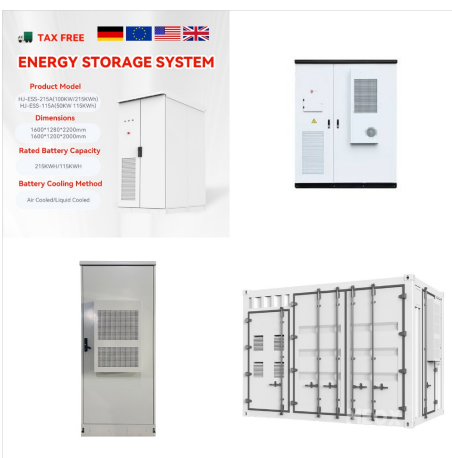 TAX FREE
ENERGY STORAGE SYSTEM
Product Model
HJ-ESS-215A(100KW/215KWh)
HJ-ESS-115A(50KW 115KWh)
Dimensions
1600*1280*2200mm
1600*1200*2000mm
Rated Battery Capacity
215KWH/115KWH
Battery Cooling Method
Air Cooled/Liquid Cooled